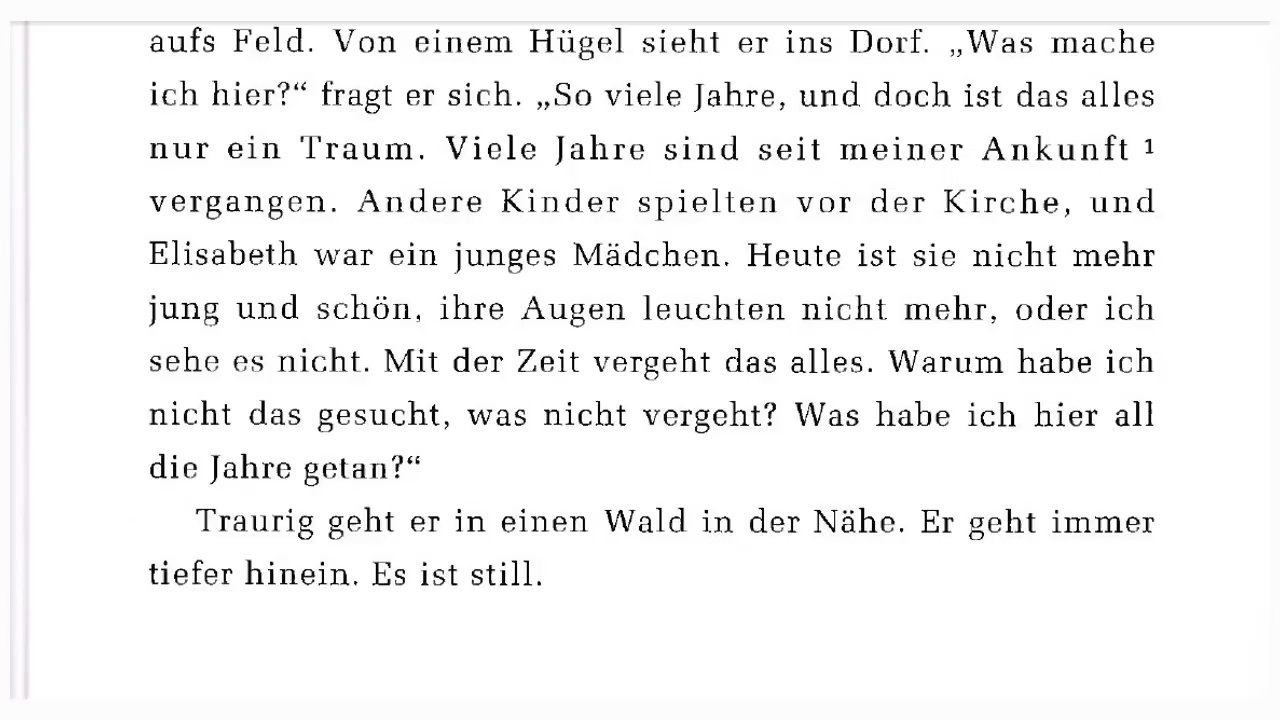 aufs Feld. Von einem Hügel sieht er ins Dorf. „Was mache
ich hier?“ fragt er sich. „So viele Jahre, und doch ist das alles
nur ein Traum. Viele Jahre sind seit meiner Ankunft ¹
vergangen. Andere Kinder spielten vor der Kirche, und
Elisabeth war ein junges Mädchen. Heute ist sie nicht mehr
jung und schön, ihre Augen leuchten nicht mehr, oder ich
sehe es nicht. Mit der Zeit vergeht das alles. Warum habe ich
nicht das gesucht, was nicht vergeht? Was habe ich hier all
die Jahre getan?“
Traurig geht er in einen Wald in der Nähe. Er geht immer
tiefer hinein. Es ist still.